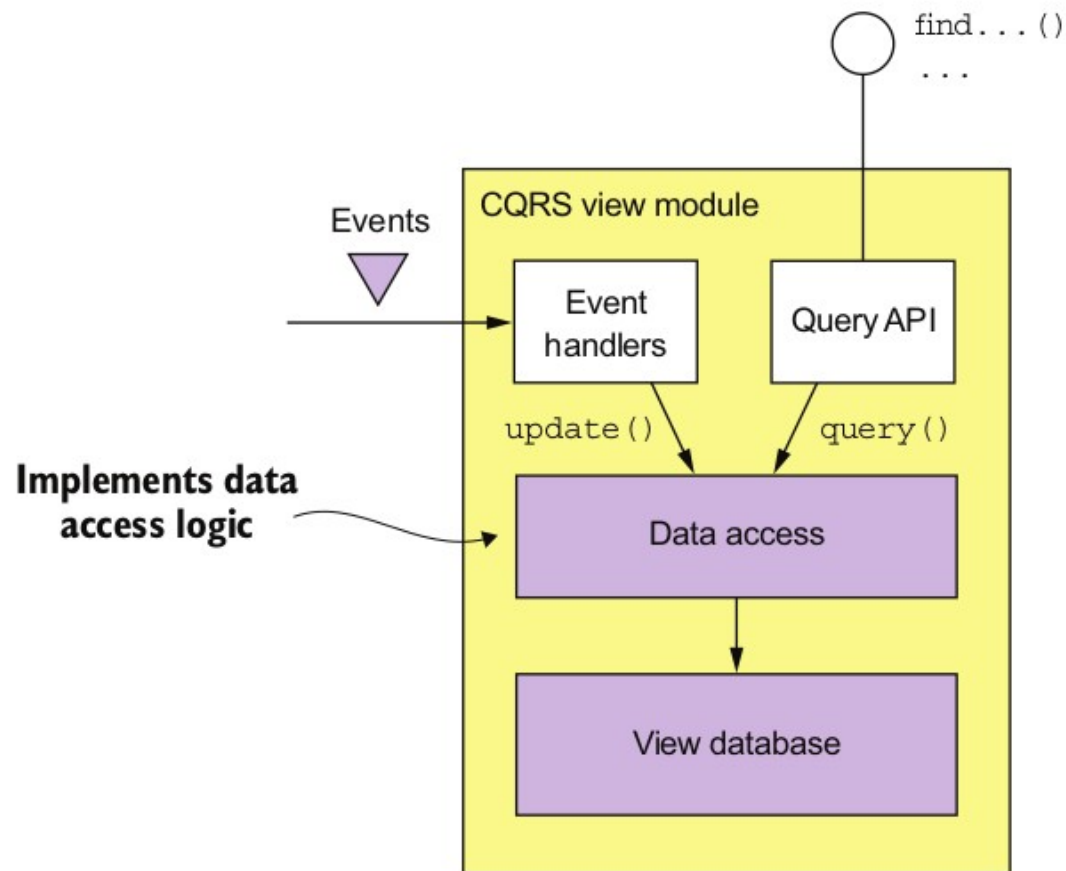 find...()
...
CQRS view module
Events
Event
handlers
Query API
update()
query()
Implements data
access logic
Data access
View database